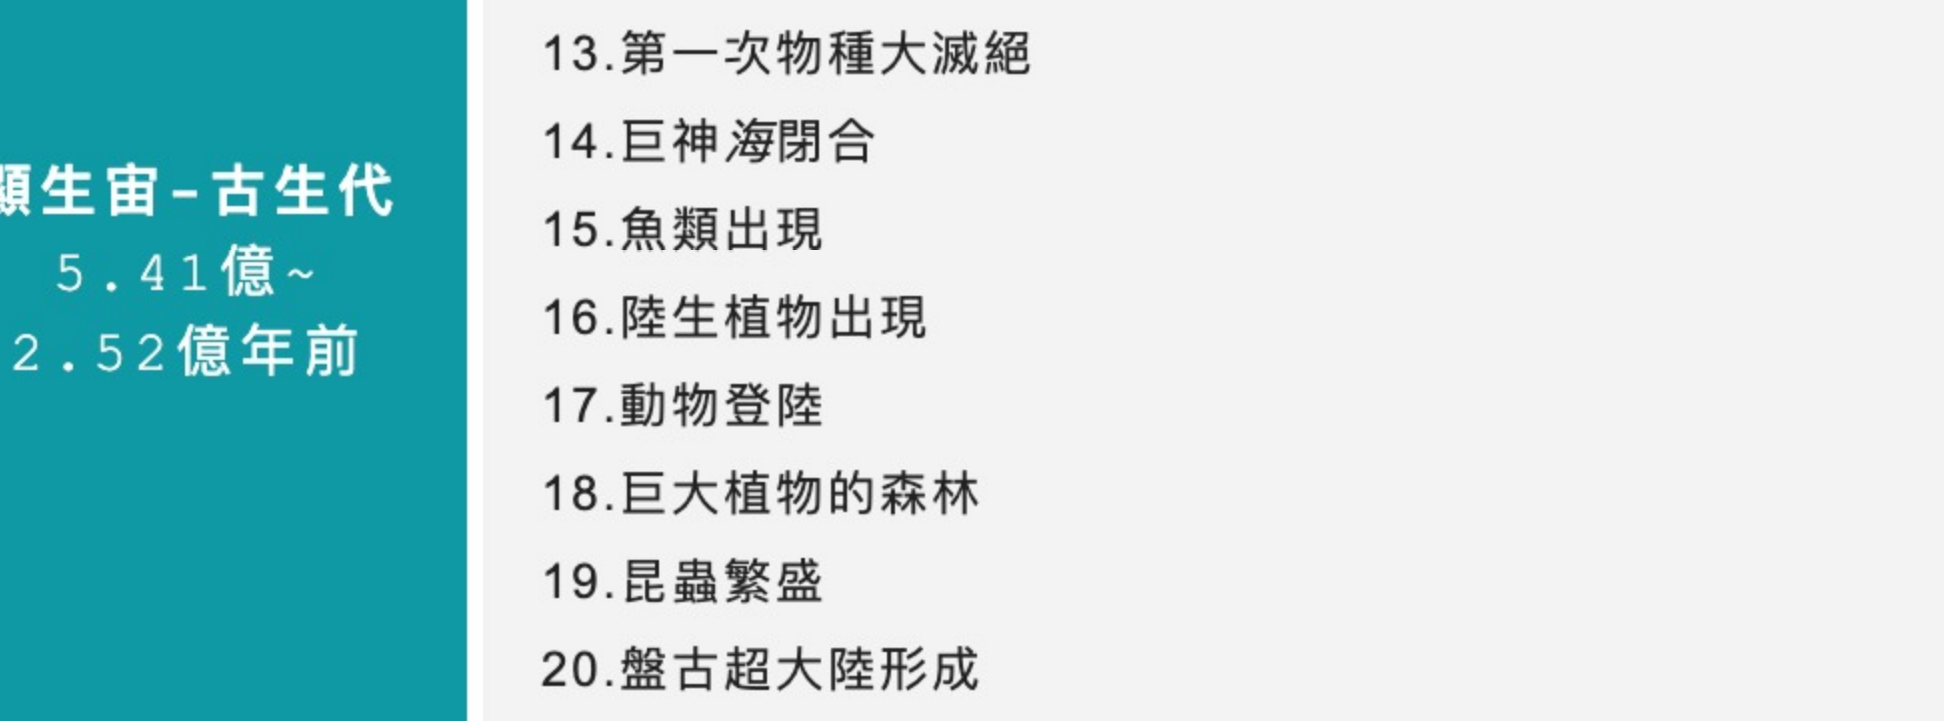 顯生宙-古生代
5.41億~
2.52億年前
13.第一次物種大滅絕
14.巨神海閉合
15.魚類出現
16.陸生植物出現
17.動物登陸
18.巨大植物的森林
19.昆蟲繁盛
20.盤古超大陸形成